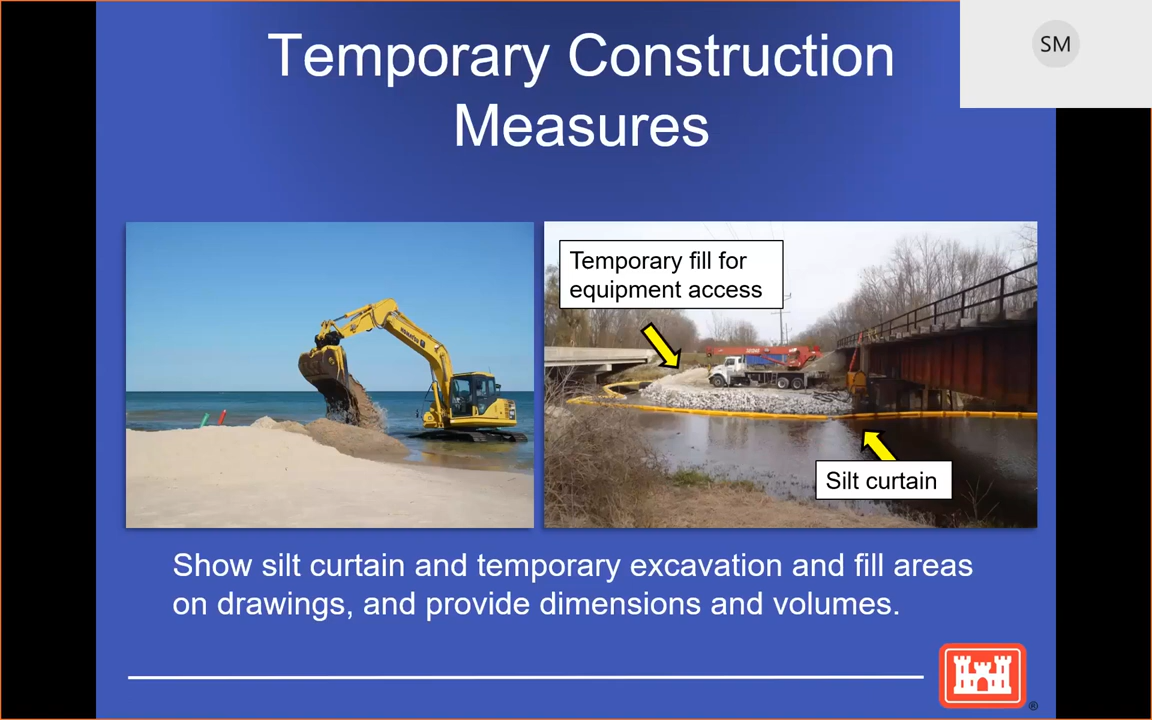 Temporary Construction
Measures
SM
Temporary fill for
equipment access
Silt curtain
Show silt curtain and temporary excavation and fill areas
on drawings, and provide dimensions and volumes.
®